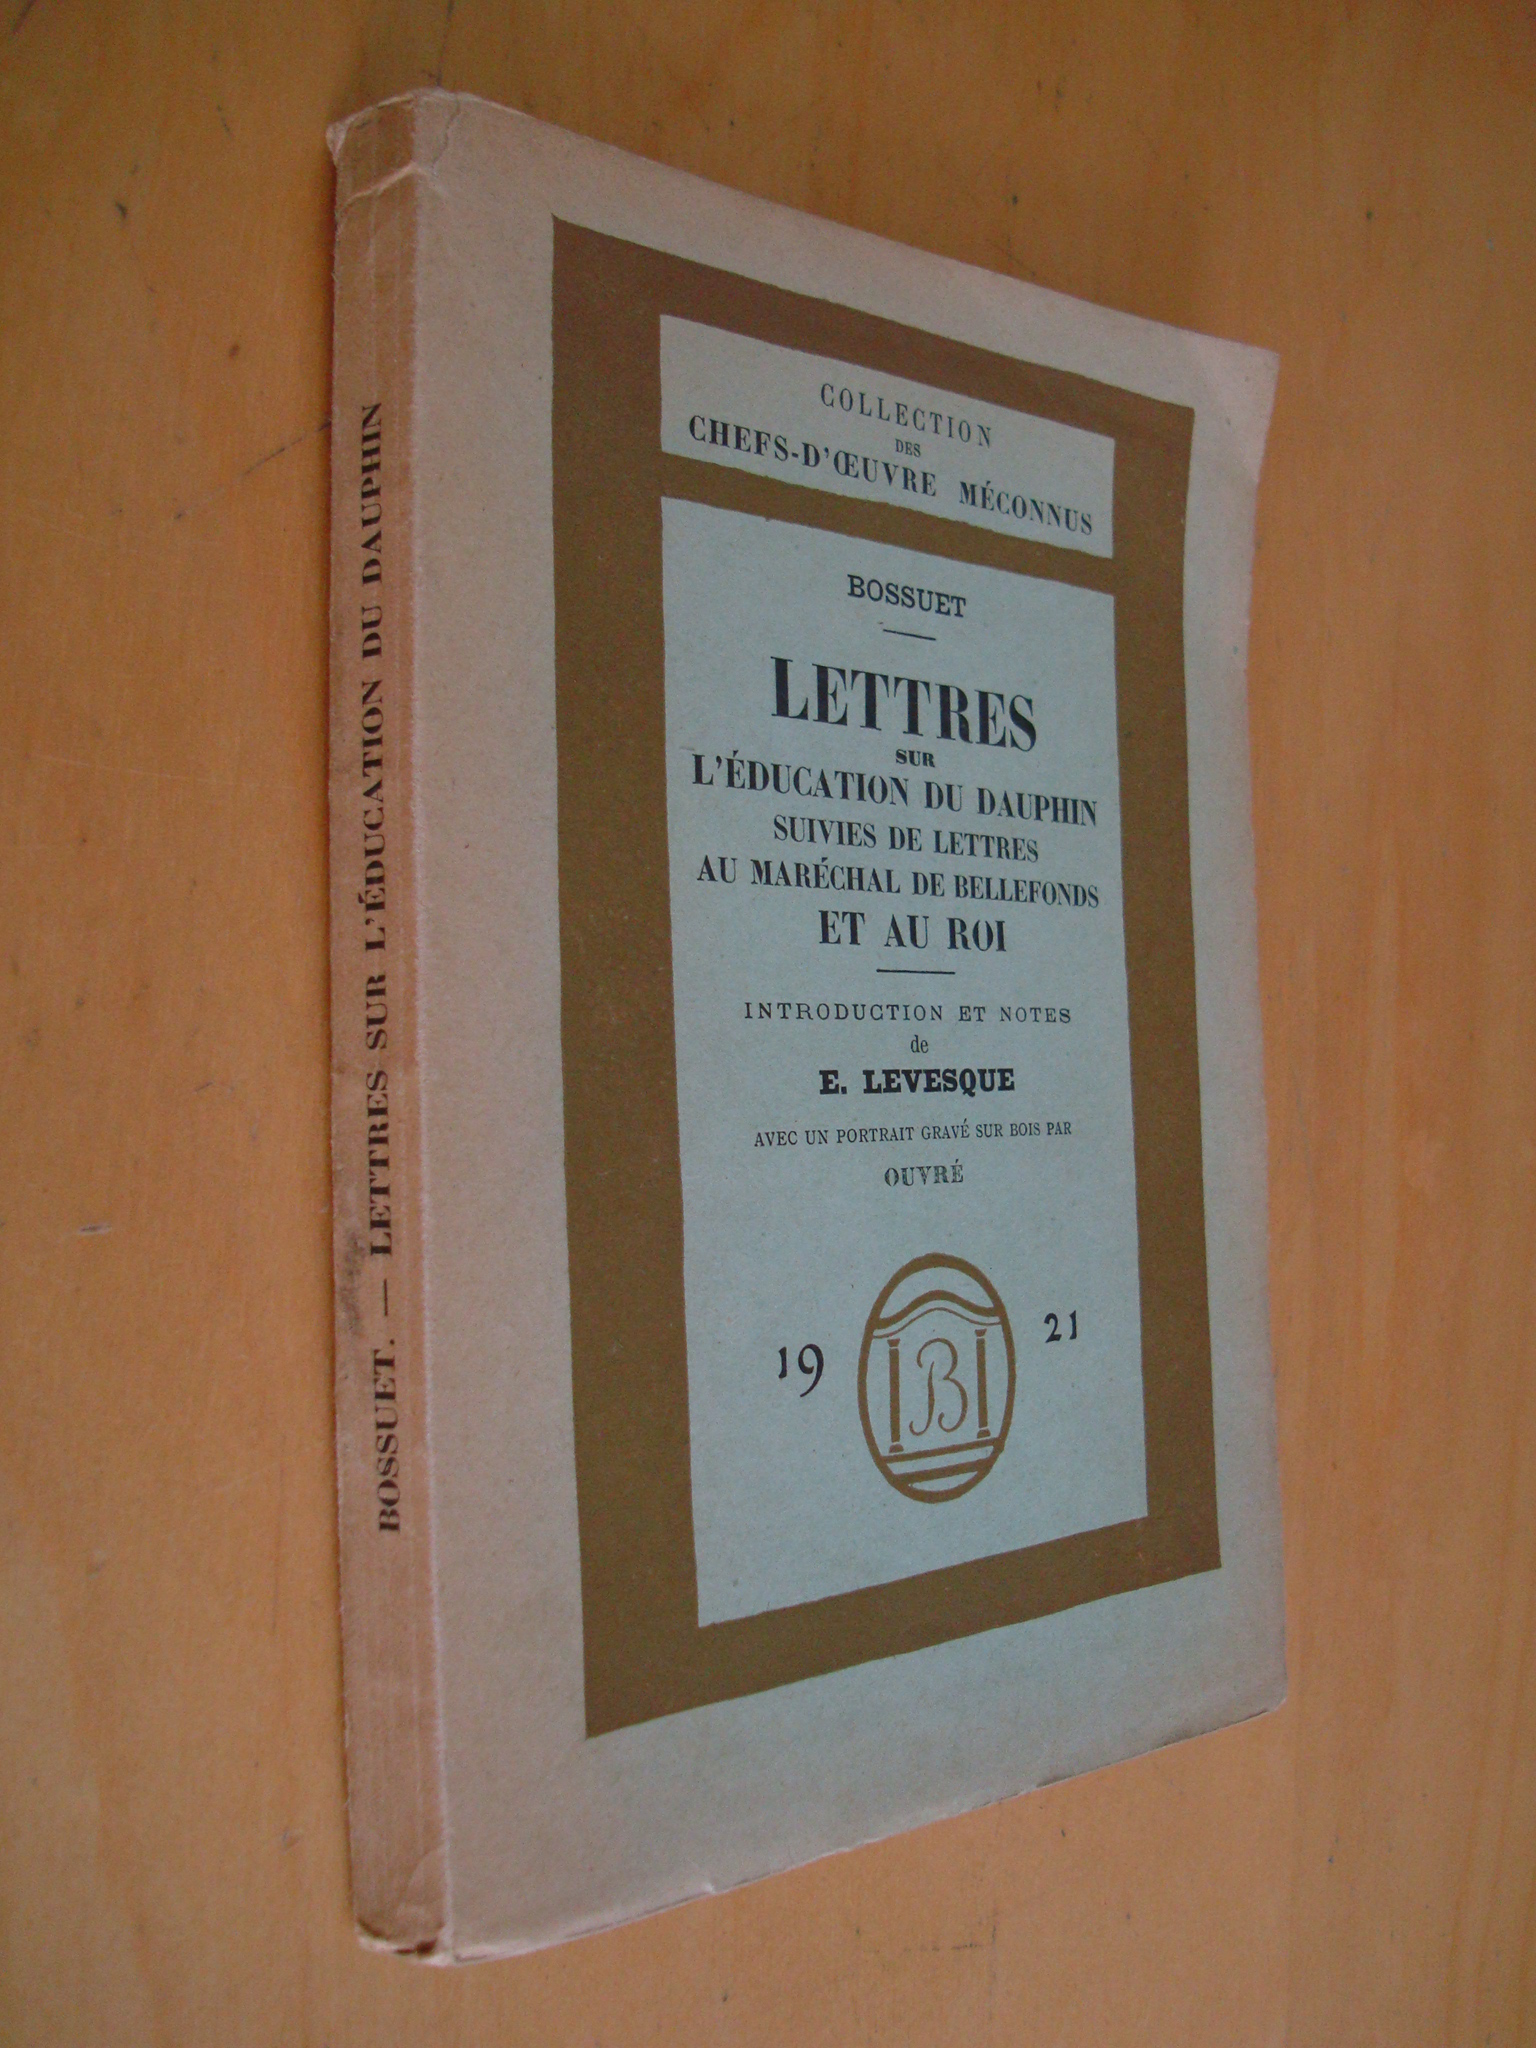 BOSSUET. — LETTRES SUR L'ÉDUCATION DU DAUPHIN
COLLECTION
DES
CHEFS-D'ŒUVRE MÉCONNUS
BOSSUET
LETTRES
SUR
L'ÉDUCATION DU DAUPHIN
SUIVIES DE LETTRES
AU MARÉCHAL DE BELLEFONDS
ET AU ROI
INTRODUCTION ET NOTES
de
E. LEVESQUE
AVEC UN PORTRAIT GRAVÉ SUR BOIS PAR
OUVRÉ
19 B 21